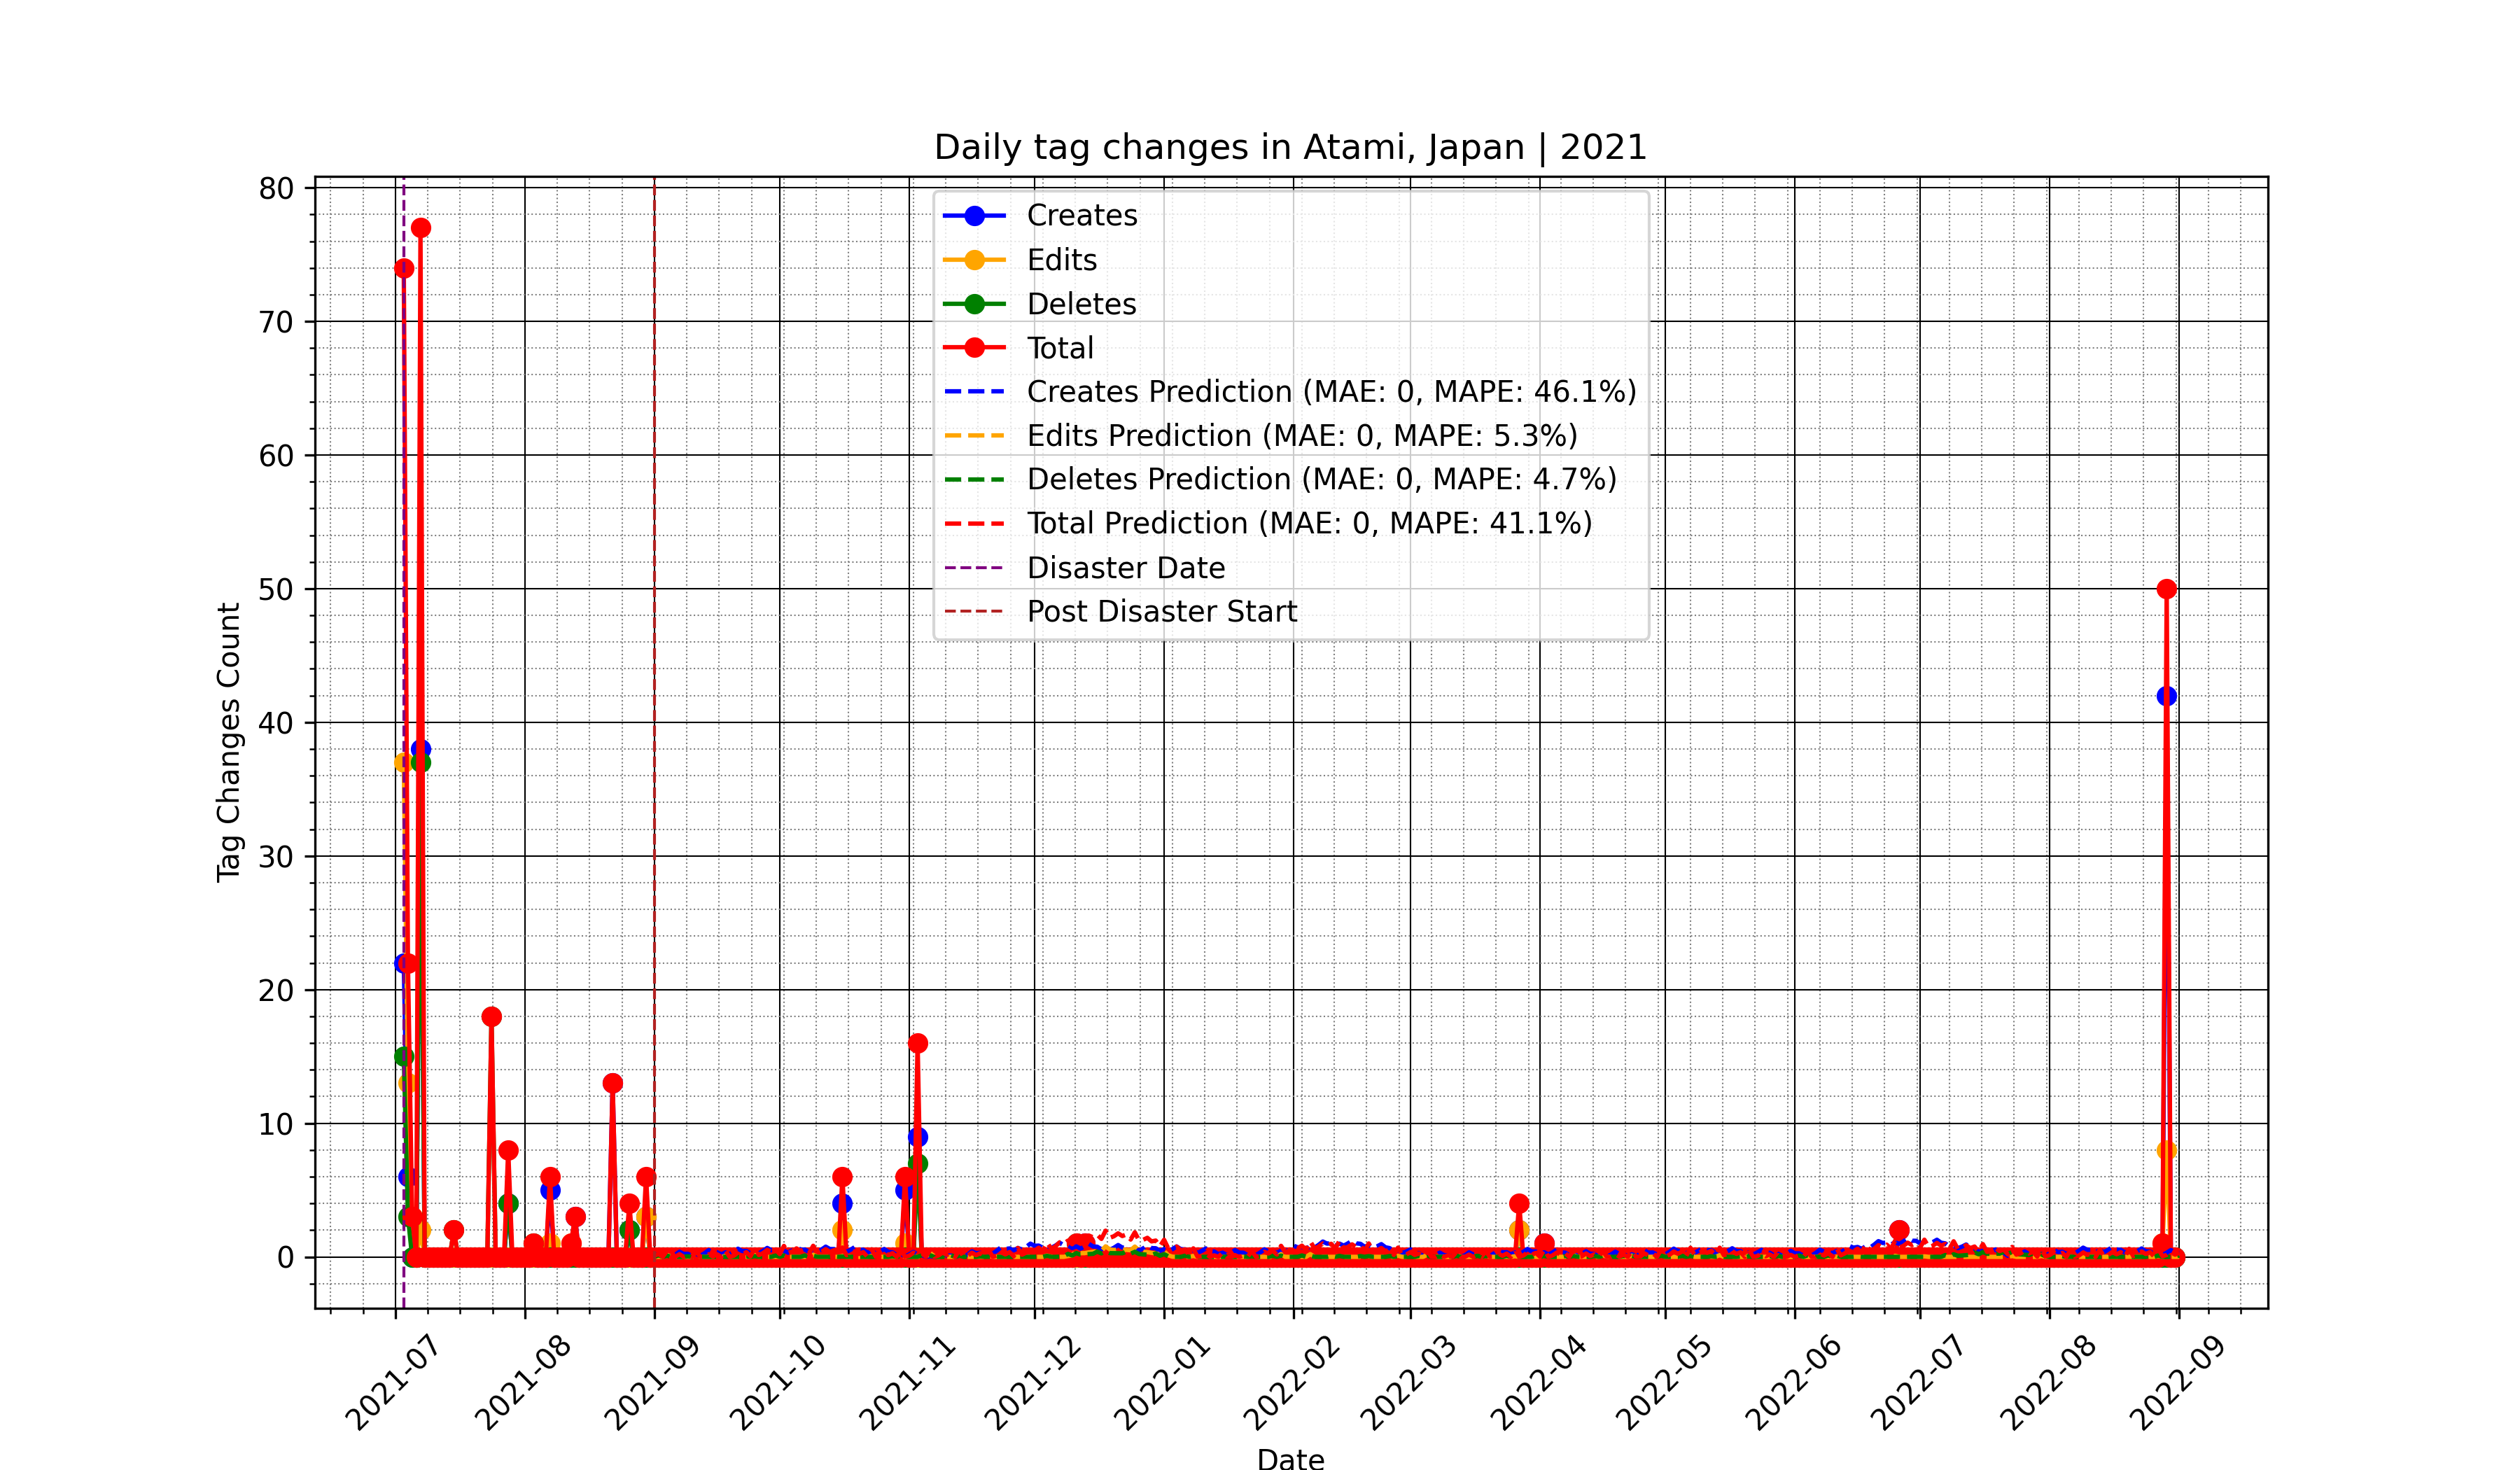 Daily tag changes in Atami, Japan | 2021
Creates
Edits
Deletes
Total
Creates Prediction (MAE: 0, MAPE: 46.1%)
Edits Prediction (MAE: 0, MAPE: 5.3%)
Deletes Prediction (MAE: 0, MAPE: 4.7%)
Total Prediction (MAE: 0, MAPE: 41.1%)
Disaster Date
Post Disaster Start
Tag Changes Count
80
70
60
50
40
30
20
10
0
2021-07
2021-08
2021-09
2021-10
2021-11
2021-12
2022-01
2022-02
2022-03
2022-04
2022-05
2022-06
2022-07
2022-08
2022-09
Date